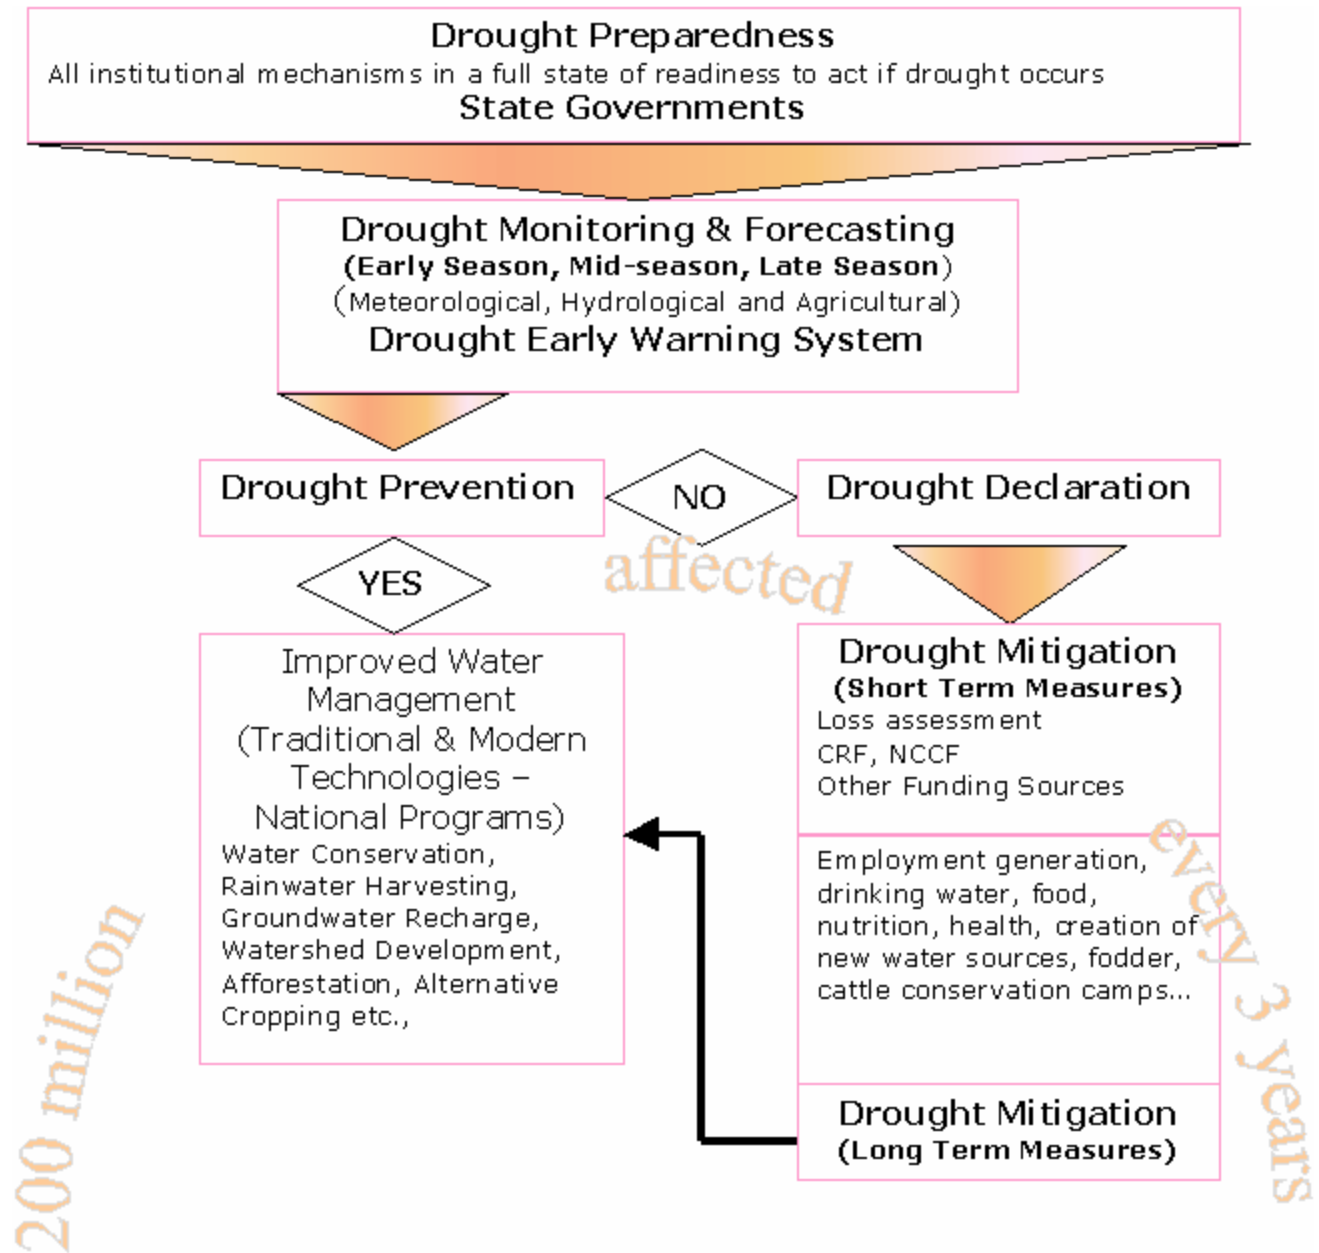 Drought Preparedness
All institutional mechanisms in a full state of readiness to act if drought occurs
State Governments
Drought Monitoring & Forecasting
(Early Season, Mid-season, Late Season)
(Meteorological, Hydrological and Agricultural)
Drought Early Warning System
Drought Prevention
NO
Drought Declaration
YES
affected
Improved Water
Management
(Traditional & Modern
Technologies –
National Programs)
Water Conservation,
Rainwater Harvesting,
Groundwater Recharge,
Watershed Development,
Afforestation, Alternative
Cropping etc.,
Drought Mitigation
(Short Term Measures)
Loss assessment
CRF, NCCF
Other Funding Sources
Employment generation,
drinking water, food,
nutrition, health, creation of
new water sources, fodder,
cattle conservation camps...
Drought Mitigation
(Long Term Measures)
200 million
every 3 years